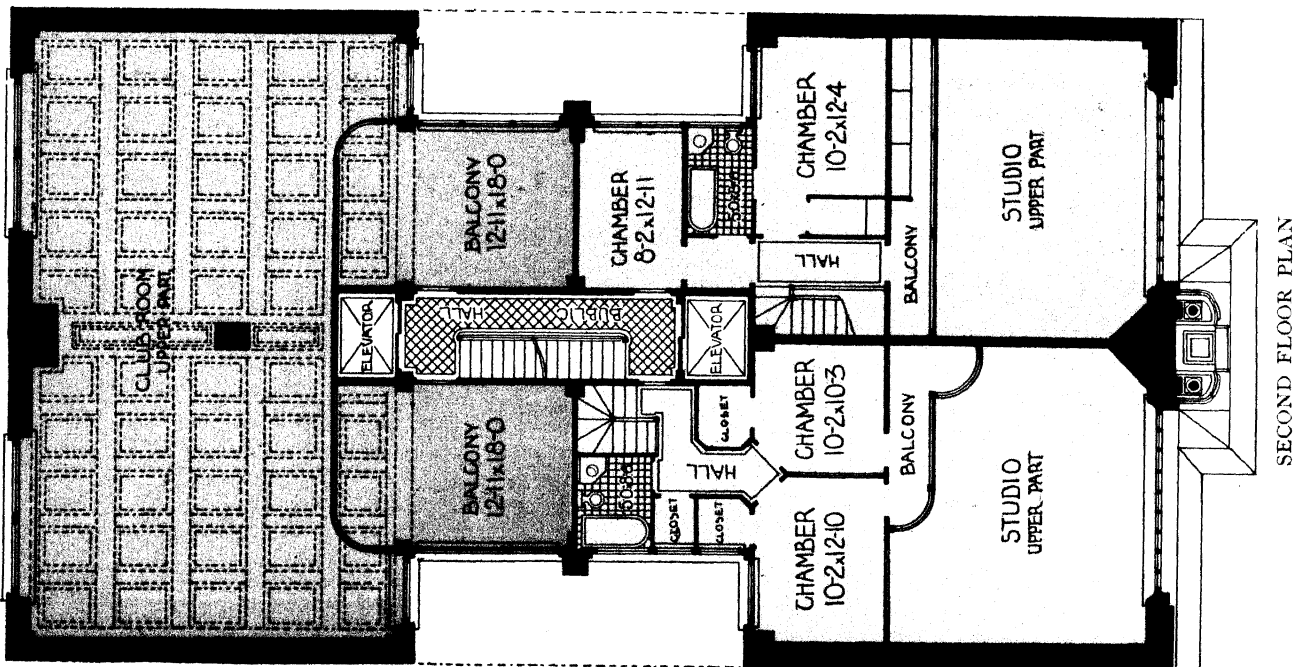 CLUB ROOM
UPPER PART
BALCONY
12-11x18-0
CHAMBER
8-2x12-11
CHAMBER
10-2x12-4
HALL
BALCONY
STUDIO
UPPER PART
ELEVATOR
PUBLIC
HALL
ELEVATOR
BALCONY
12-11x18-0
CLOSET
HALL
CLOSET
CLOSET
CHAMBER
10-2x10-3
CHAMBER
10-2x12-10
BALCONY
STUDIO
UPPER PART
SECOND FLOOR PLAN